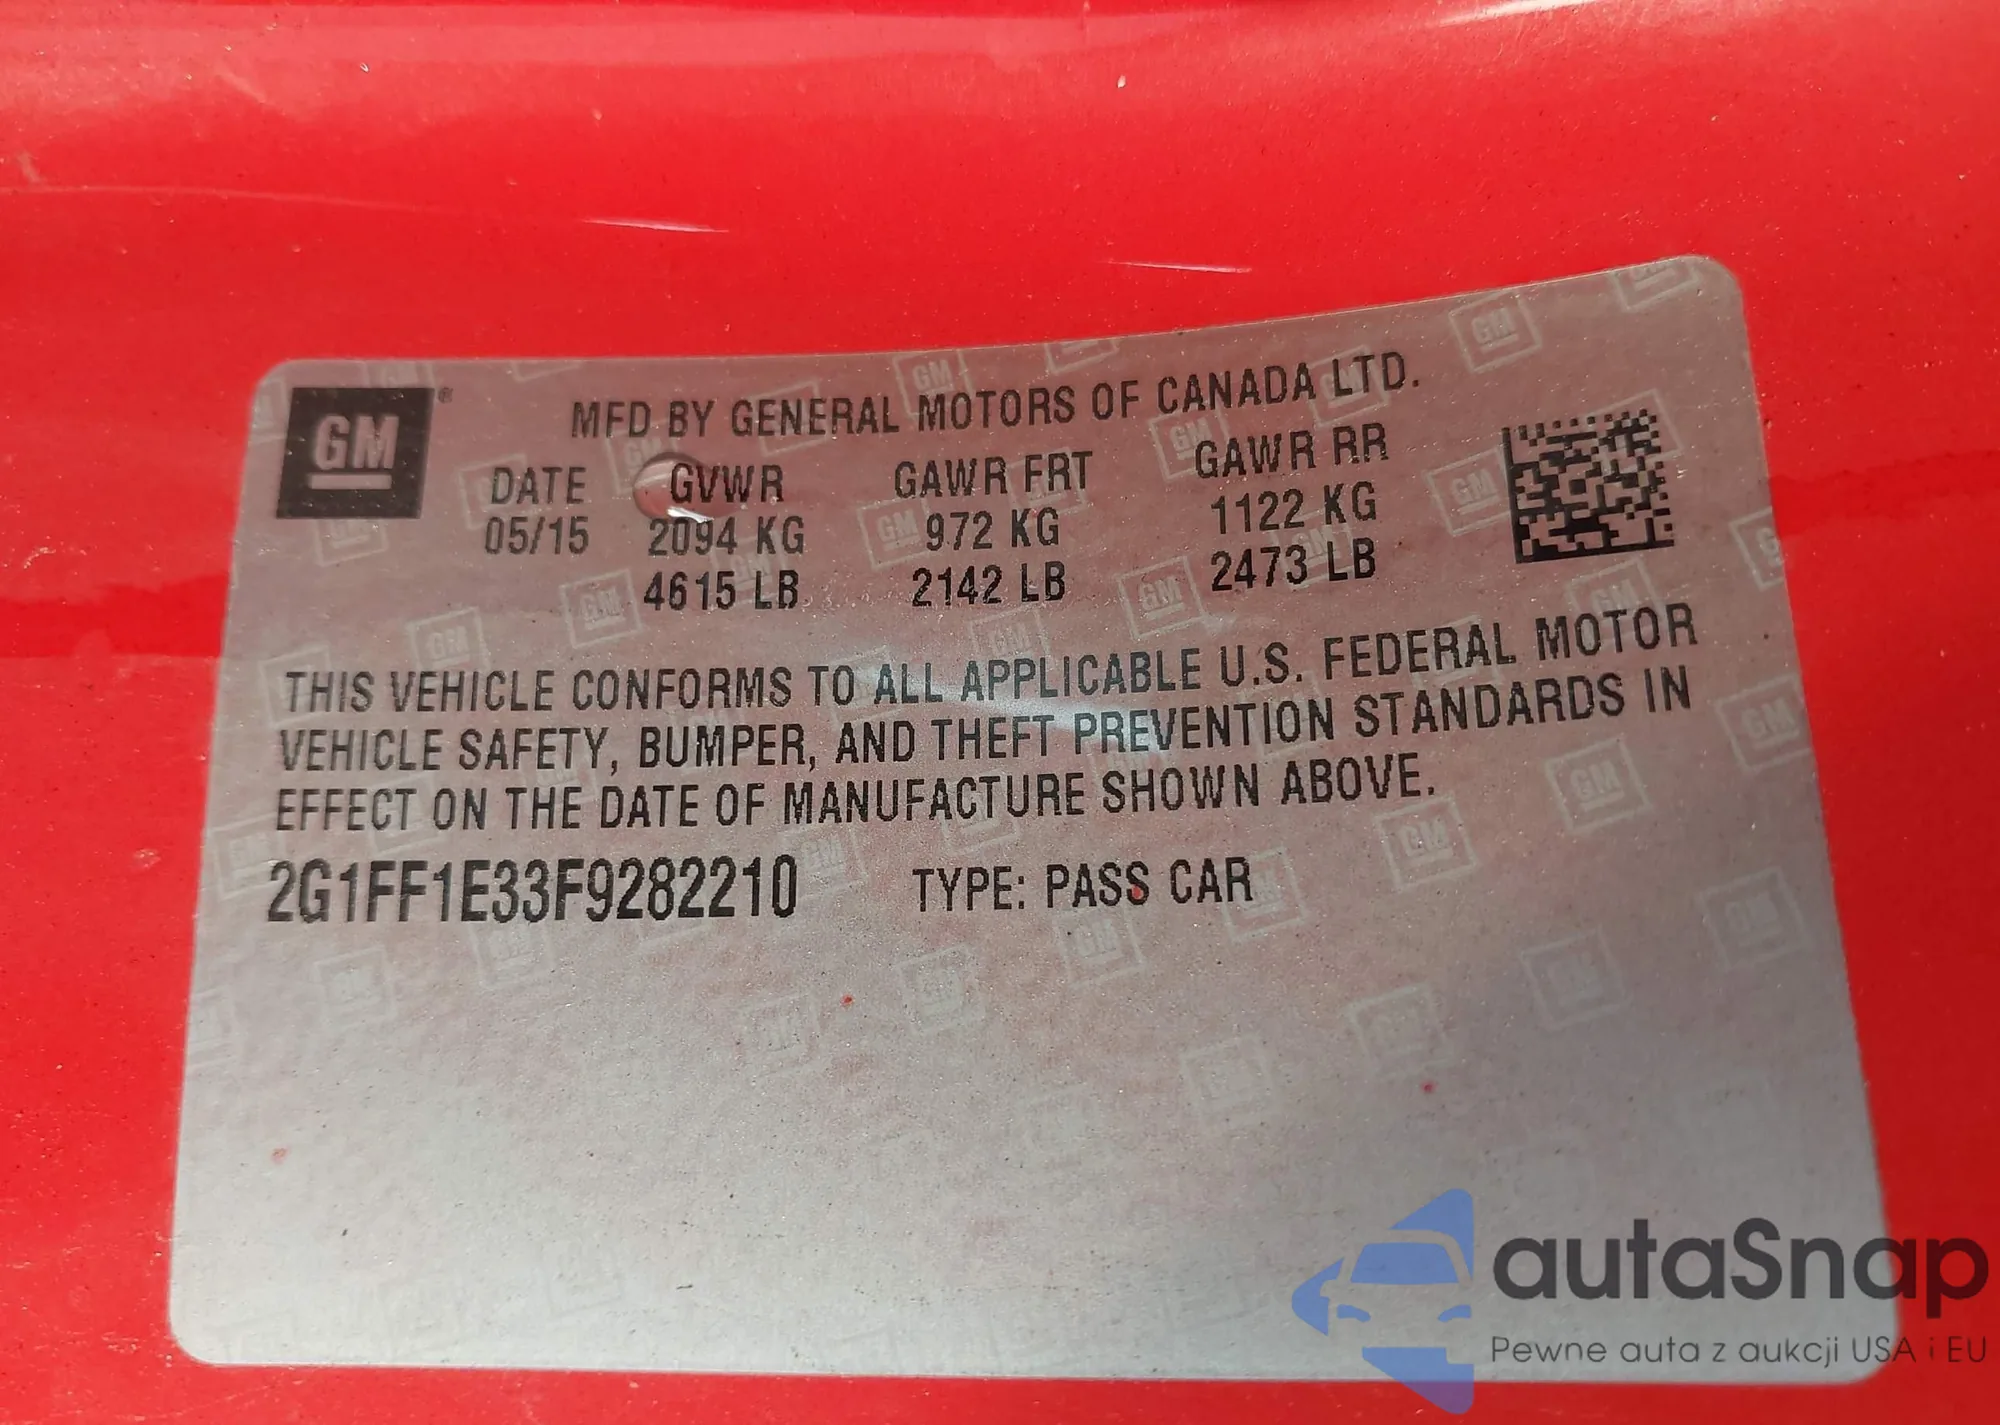 GM®
MFD BY GENERAL MOTORS OF CANADA LTD.
DATE GVWR GAWR FRT GAWR RR
05/15 2094 KG 972 KG 1122 KG
4615 LB 2142 LB 2473 LB
THIS VEHICLE CONFORMS TO ALL APPLICABLE U.S. FEDERAL MOTOR
VEHICLE SAFETY, BUMPER, AND THEFT PREVENTION STANDARDS IN
EFFECT ON THE DATE OF MANUFACTURE SHOWN ABOVE.
2G1FF1E33F9282210 TYPE: PASS CAR
autaSnap
Pewne auta z aukcji USA i EU